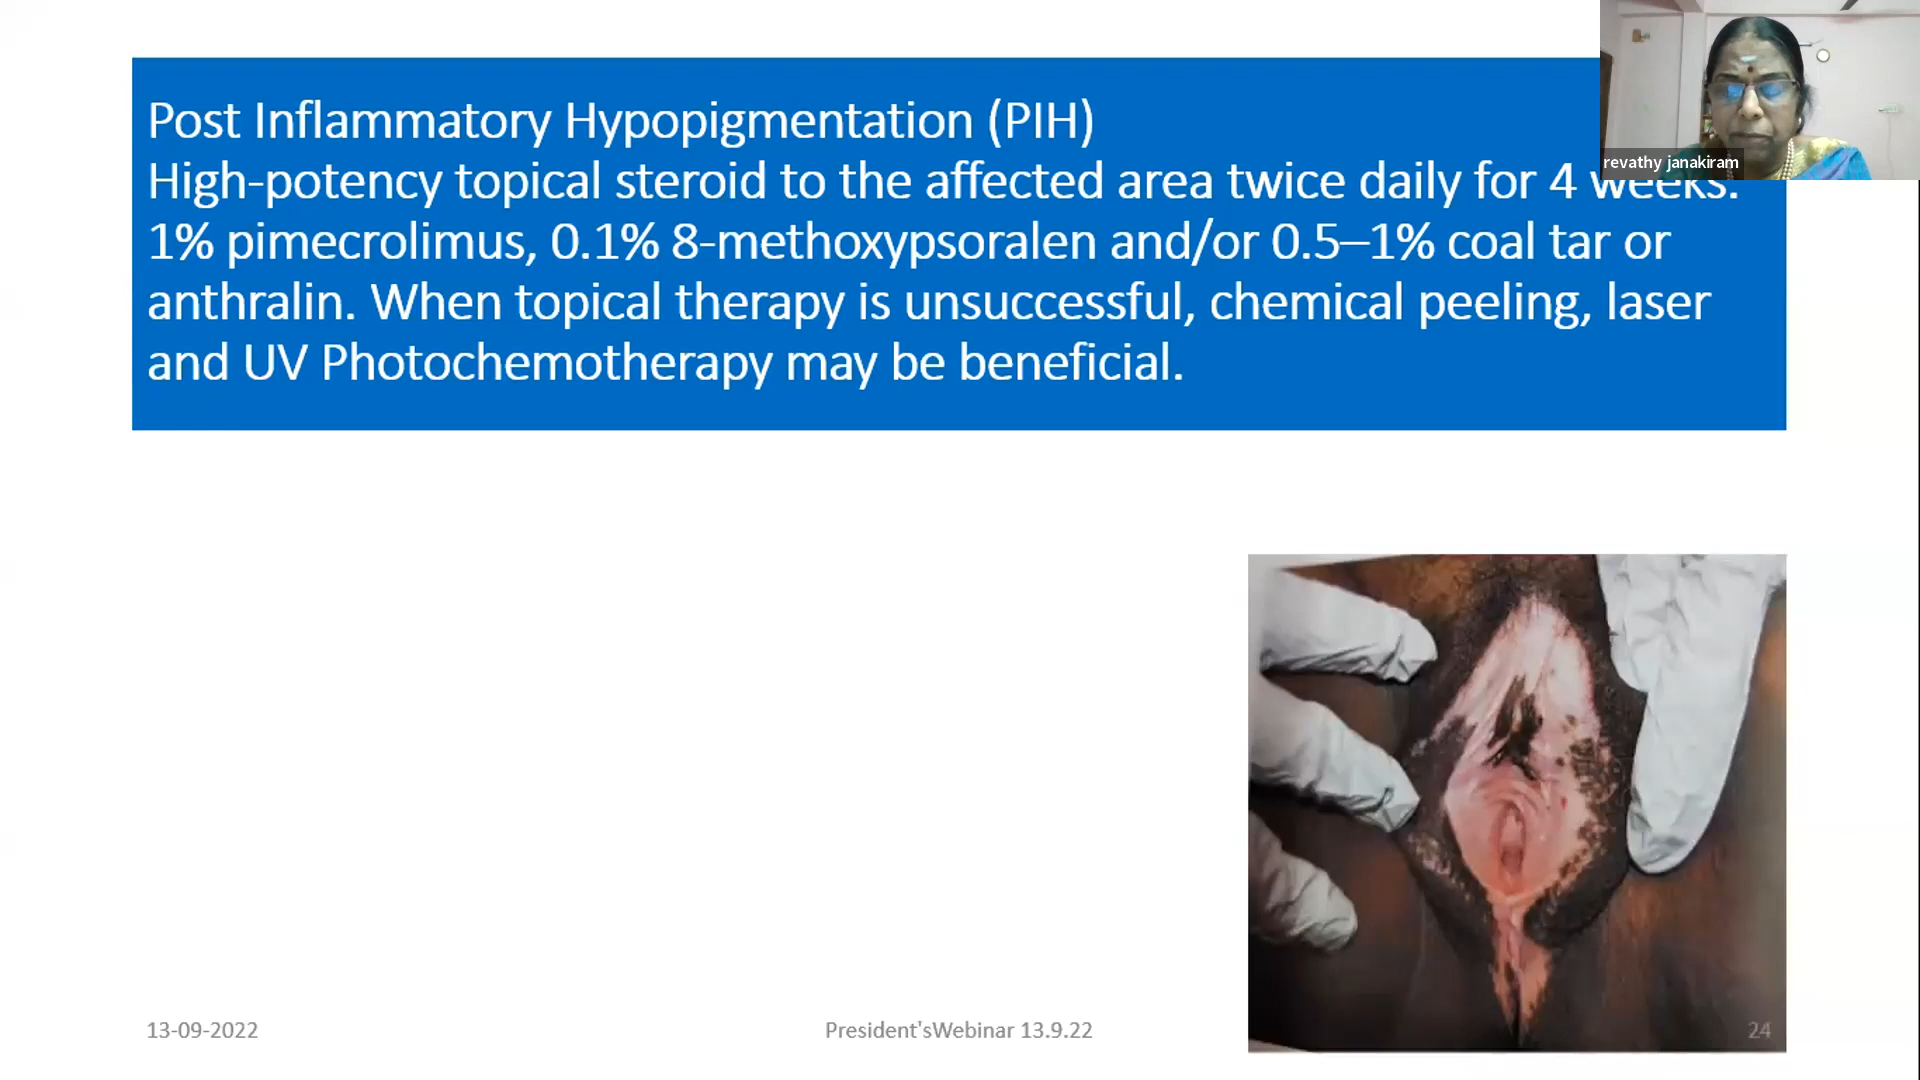 Post Inflammatory Hypopigmentation (PIH)
High-potency topical steroid to the affected area twice daily for 4 weeks.
1% pimecrolimus, 0.1% 8-methoxypsoralen and/or 0.5–1% coal tar or
anthralin. When topical therapy is unsuccessful, chemical peeling, laser
and UV Photochemotherapy may be beneficial.
revathy janakiram
13-09-2022
President'sWebinar 13.9.22
24